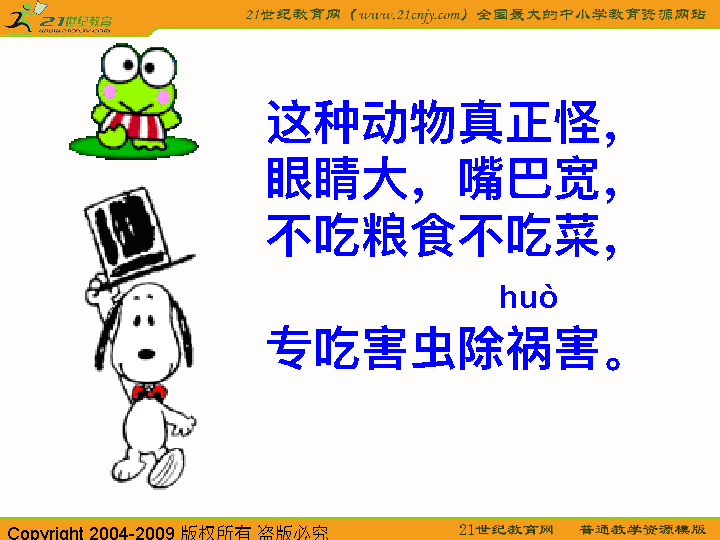 21世纪教育
21世纪教育网（www.21cnjy.com）全国最大的中小学教育资源网站
这种动物真正怪，
眼睛大，嘴巴宽，
不吃粮食不吃菜，
huò
专吃害虫除祸害。
Copyright 2004-2009 版权所有 盗版必究
21世纪教育网 普通教学资源模版